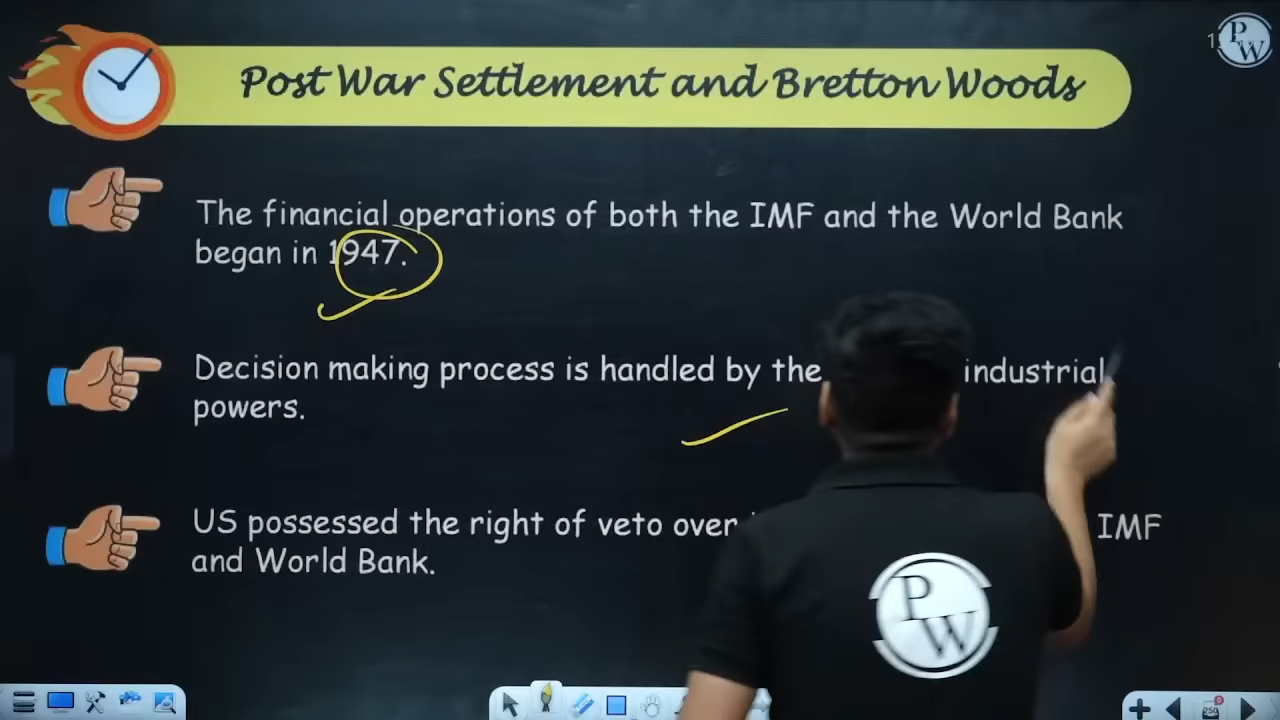 Post War Settlement and Bretton Woods
PW
The financial operations of both the IMF and the World Bank
began in 1947.
Decision making process is handled by the industrial
powers.
US possessed the right of veto over IMF
and World Bank.
PW
250